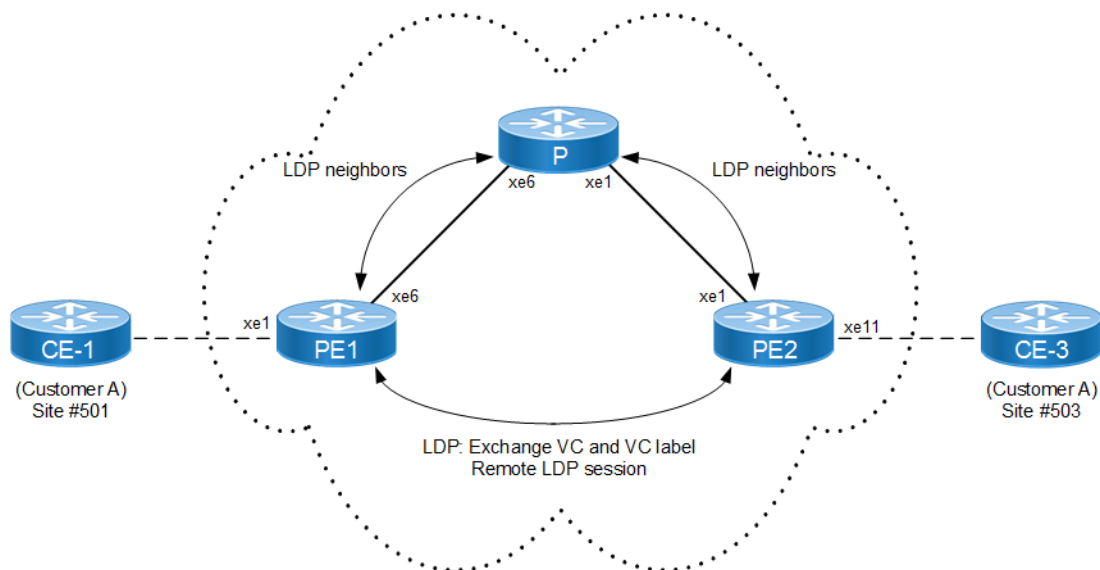 P
LDP neighbors
LDP neighbors
xe6
xe1
xe6
xe1
xe1
xe11
CE-1
PE1
PE2
CE-3
(Customer A)
Site #501
(Customer A)
Site #503
LDP: Exchange VC and VC label
Remote LDP session